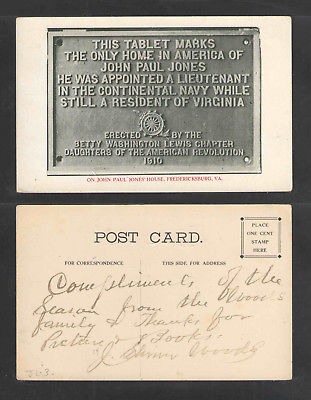 THIS TABLET MARKS
THE ONLY HOME IN AMERICA OF
JOHN PAUL JONES
HE WAS APPOINTED A LIEUTENANT
IN THE CONTINENTAL NAVY WHILE
STILL A RESIDENT OF VIRGINIA
ERECTED BY THE
BETTY WASHINGTON LEWIS CHAPTER
DAUGHTERS OF THE AMERICAN REVOLUTION
1910
ON JOHN PAUL JONES HOUSE, FREDERICKSBURG, VA.
POST CARD.
PLACE
ONE CENT
STAMP
HERE
FOR CORRESPONDENCE
THIS SIDE FOR ADDRESS
Compliments of the
Season from the Woods
family & Thanks for
Picture &
J. Woods